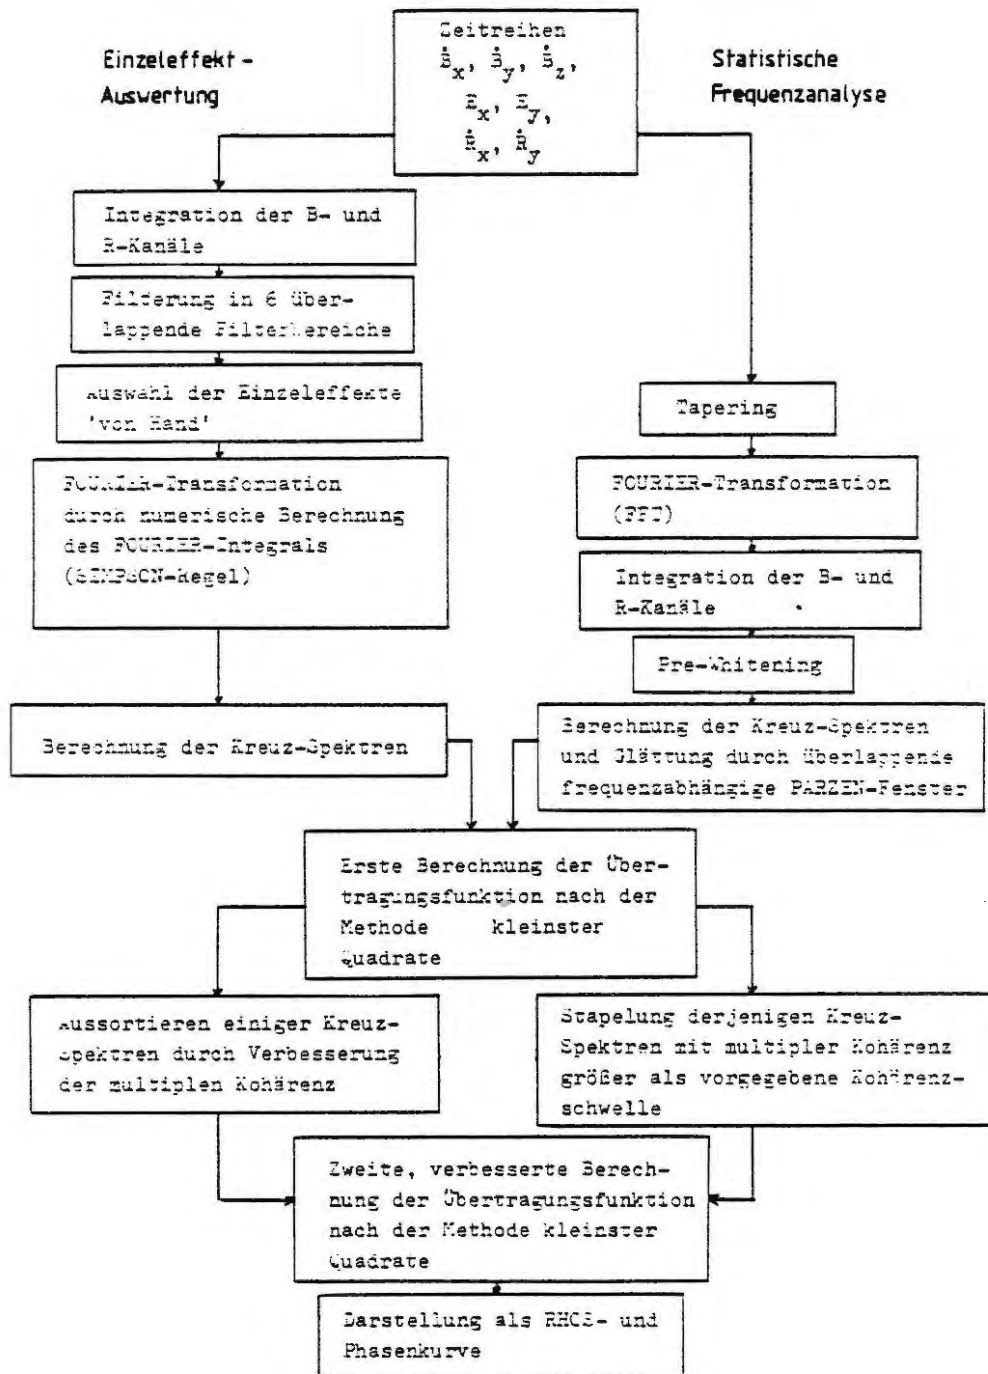 Einzeleffekt-
Auswertung
Zeitreihen
Ḃx, Ḃy, Ḃz,
Ex, Ey,
Ṙx, Ṙy
Statistische
Frequenzanalyse
Integration der B- und
R-Kanäle
Filterung in 6 über-
lappende Filterbereiche
Auswahl der Einzeleffekte
'von Hand'
FOURIER-Transformation
durch numerische Berechnung
des FOURIER-Integrals
(SIMPSON-Regel)
Berechnung der Kreuz-Spektren
Tapering
FOURIER-Transformation
(FFT)
Integration der B- und
R-Kanäle
Pre-Whitening
Berechnung der Kreuz-Spektren
und Glättung durch überlappende
frequenzabhängige PARZEN-Fenster
Erste Berechnung der Über-
tragungsfunktion nach der
Methode kleinster
Quadrate
Aussortieren einiger Kreuz-
Spektren durch Verbesserung
der multiplen Kohärenz
Stapelung derjenigen Kreuz-
Spektren mit multipler Kohärenz
größer als vorgegebene Kohärenz-
schwelle
Zweite, verbesserte Berech-
nung der Übertragungsfunktion
nach der Methode kleinster
Quadrate
Darstellung als RHOS- und
Phasenkurve